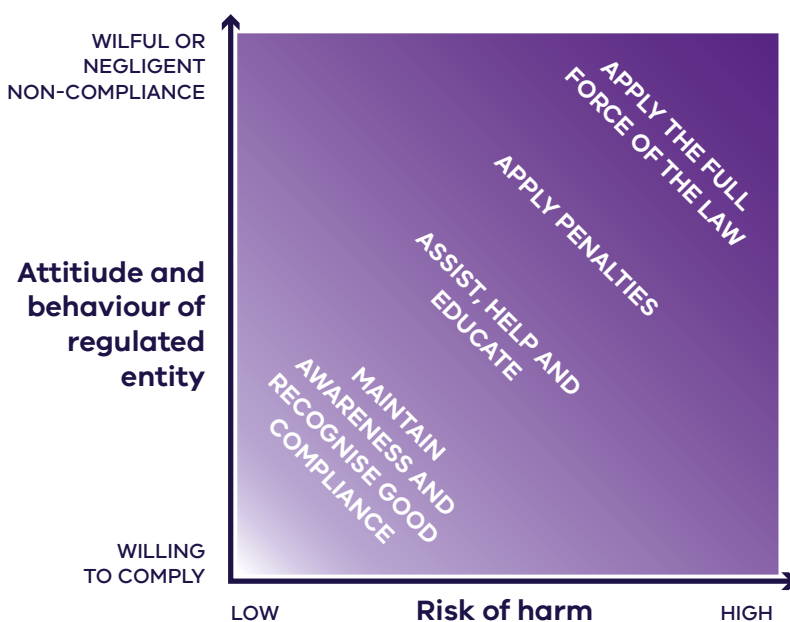 WILFUL OR
NEGLIGENT
NON-COMPLIANCE
APPLY THE FULL
FORCE OF THE LAW
APPLY PENALTIES
Attitiude and
behaviour of
regulated
entity
ASSIST, HELP AND
EDUCATE
MAINTAIN
AWARENESS AND
RECOGNISE GOOD
COMPLIANCE
WILLING
TO COMPLY
LOW
Risk of harm
HIGH